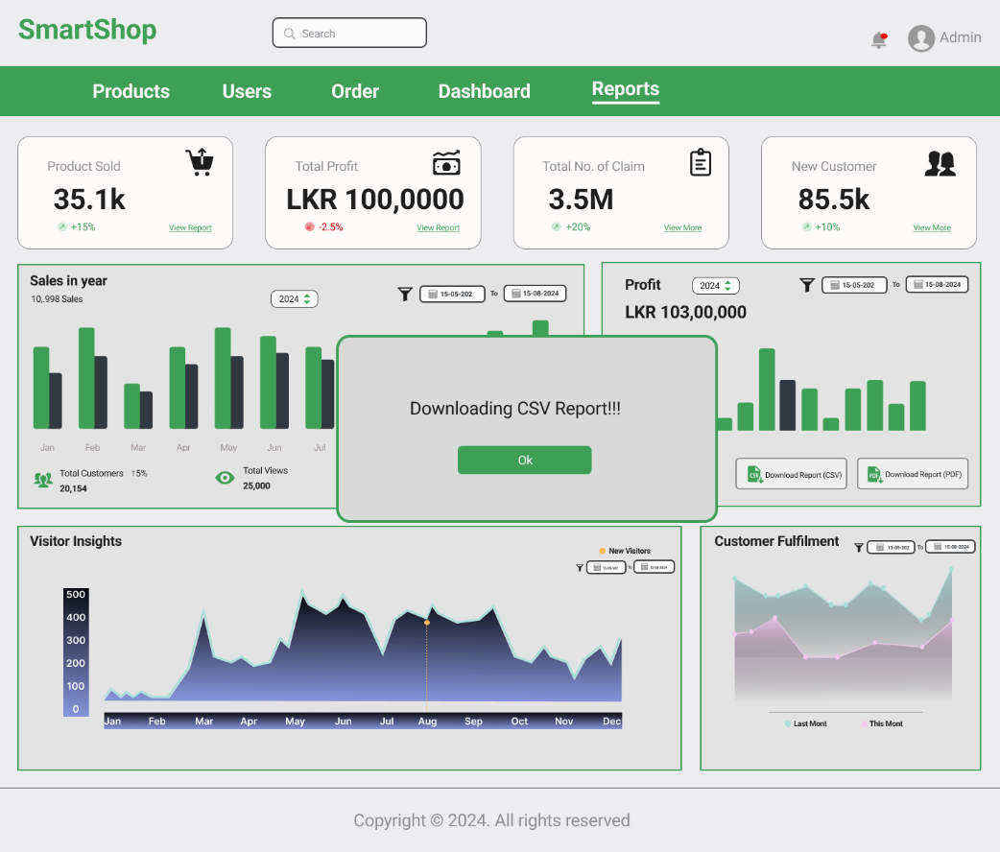 SmartShop
Search
Admin
Products Users Order Dashboard Reports
Product Sold
35.1k
+15% View Report
Total Profit
LKR 100,0000
-2.5% View Report
Total No. of Claim
3.5M
+20% View More
New Customer
85.5k
+10% View More
Sales in year
10,.998 Sales
2024
15-05-202 To 15-08-2024
Jan Feb Mar Apr May Jun Jul
Total Customers ↑5%
20,154
Total Views
25,000
Profit
2024
15-05-202 To 15-08-2024
LKR 103,00,000
CSV Download Report (CSV)
PDF Download Report (PDF)
Downloading CSV Report!!!
Ok
Visitor Insights
New Visitors
15-05-202 To 15-08-2024
500
400
300
200
100
0
Jan Feb Mar Apr May Jun Jul Aug Sep Oct Nov Dec
Customer Fulfilment
15-05-202 To 15-08-2024
Last Mont This Mont
Copyright © 2024. All rights reserved